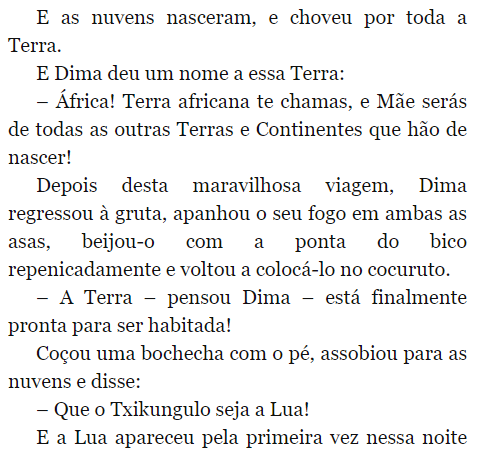 E as nuvens nasceram, e choveu por toda a
Terra.
E Dima deu um nome a essa Terra:
– África! Terra africana te chamas, e Mãe serás
de todas as outras Terras e Continentes que hão de
nascer!
Depois desta maravilhosa viagem, Dima
regressou à gruta, apanhou o seu fogo em ambas as
asas, beijou-o com a ponta do bico
repenicadamente e voltou a colocá-lo no cocuruto.
– A Terra – pensou Dima – está finalmente
pronta para ser habitada!
Coçou uma bochecha com o pé, assobiou para as
nuvens e disse:
– Que o Txikungulo seja a Lua!
E a Lua apareceu pela primeira vez nessa noite